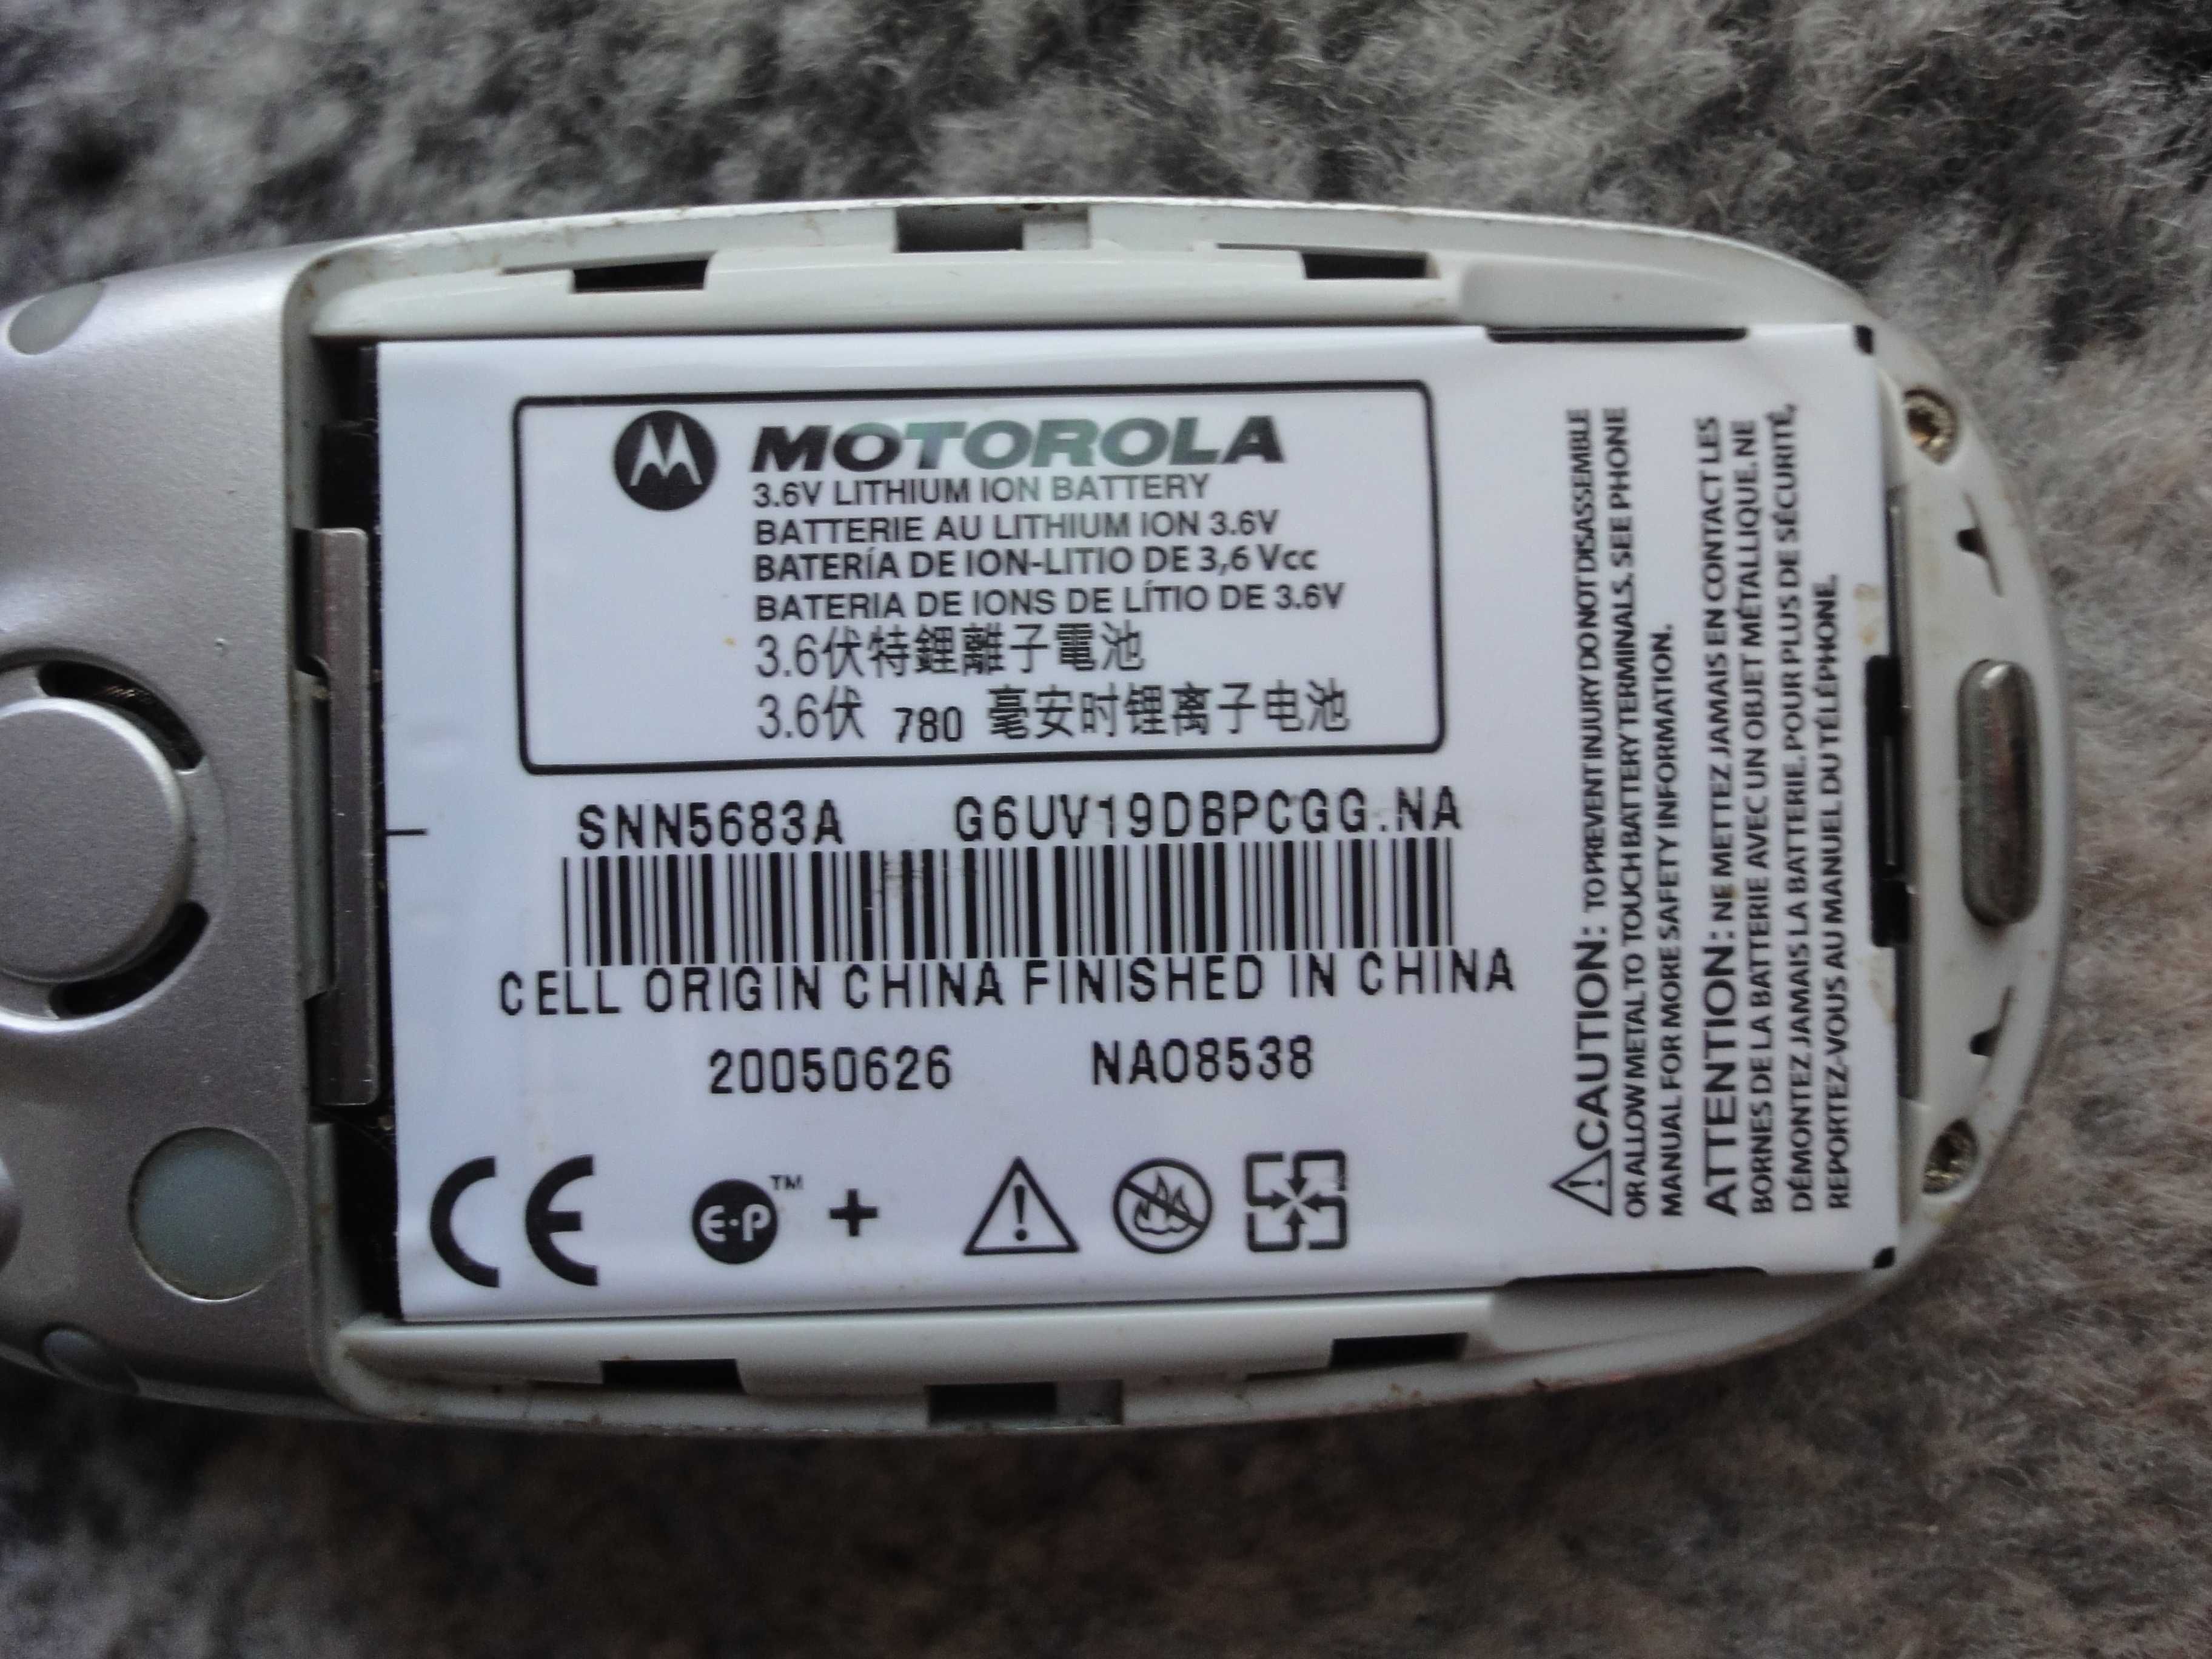 MOTOROLA
3.6V LITHIUM ION BATTERY
BATTERIE AU LITHIUM ION 3.6V
BATERÍA DE ION-LITIO DE 3,6 Vcc
BATERIA DE IONS DE LÍTIO DE 3.6V
3.6伏特鋰離子電池
3.6伏 780 毫安时锂离子电池
SNN5683A G6UV19DBPCGG.NA
CELL ORIGIN CHINA FINISHED IN CHINA
20050626 NA08538
CE E·P™ +
CAUTION: TO PREVENT INJURY DO NOT DISASSEMBLE
OR ALLOW METAL TO TOUCH BATTERY TERMINALS. SEE PHONE
MANUAL FOR MORE SAFETY INFORMATION.
ATTENTION: NE METTEZ JAMAIS EN CONTACT LES
BORNES DE LA BATTERIE AVEC UN OBJET MÉTALLIQUE. NE
DÉMONTEZ JAMAIS LA BATTERIE. POUR PLUS DE SÉCURITÉ,
REPORTEZ-VOUS AU MANUEL DU TÉLÉPHONE.